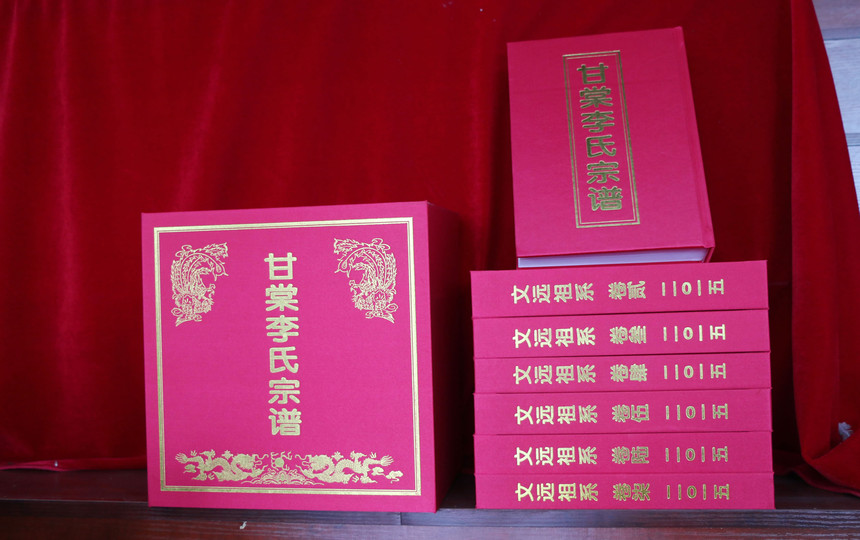 甘棠李氏宗谱
甘棠李氏宗谱
文远祖系 卷贰 二〇一五
文远祖系 卷叁 二〇一五
文远祖系 卷肆 二〇一五
文远祖系 卷伍 二〇一五
文远祖系 卷陆 二〇一五
文远祖系 卷柒 二〇一五